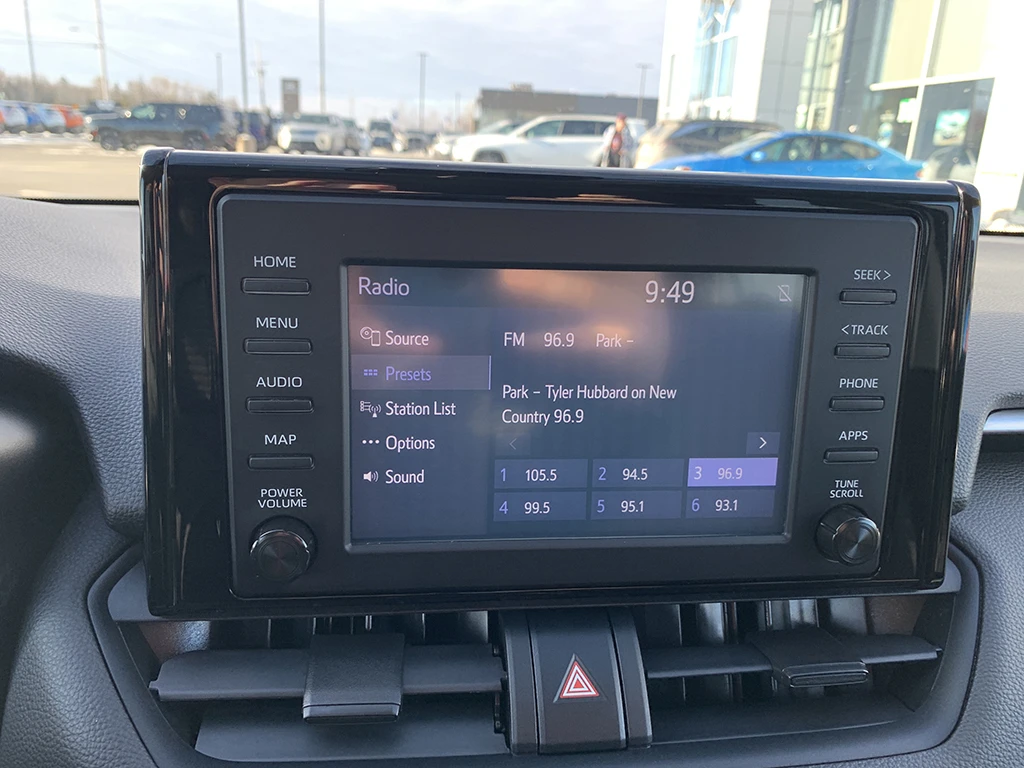 HOME
MENU
AUDIO
MAP
POWER
VOLUME
Radio
9:49
Source
Presets
Station List
Options
Sound
FM 96.9 Park –
Park – Tyler Hubbard on New
Country 96.9
1 105.5 2 94.5 3 96.9
4 99.5 5 95.1 6 93.1
SEEK >
< TRACK
PHONE
APPS
TUNE
SCROLL